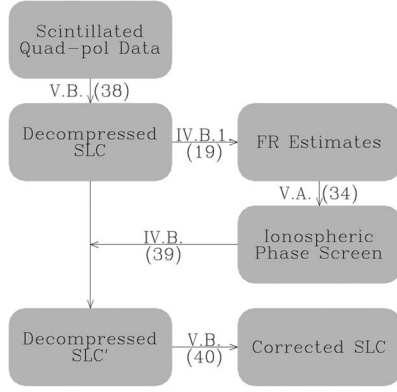 Scintillated
Quad-pol Data
V.B. (38)
Decompressed
SLC
IV.B.1.
(19)
FR Estimates
V.A. (34)
IV.B.
(39)
Ionospheric
Phase Screen
Decompressed
SLC'
V.B.
(40)
Corrected SLC